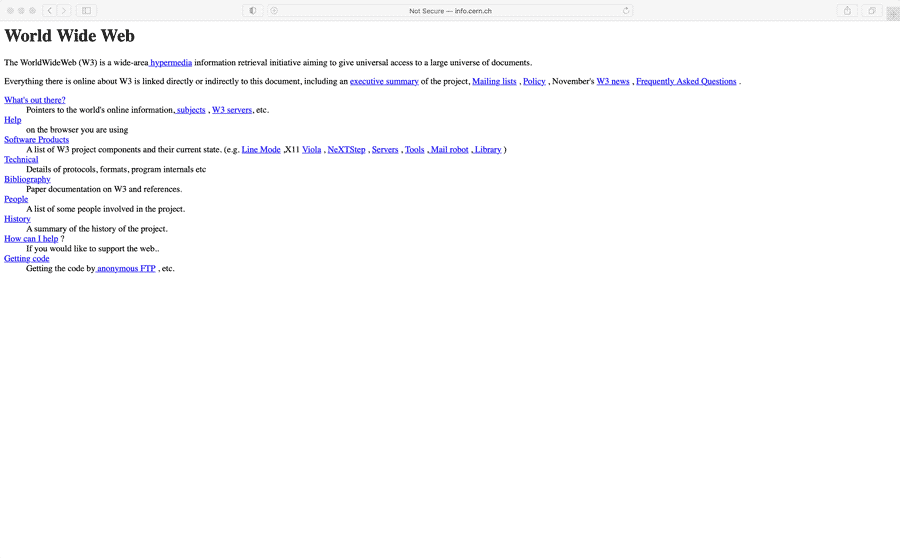 Not Secure — info.cern.ch
World Wide Web
The WorldWideWeb (W3) is a wide-area hypermedia information retrieval initiative aiming to give universal access to a large universe of documents.
Everything there is online about W3 is linked directly or indirectly to this document, including an executive summary of the project, Mailing lists , Policy , November's W3 news , Frequently Asked Questions .
What's out there?
Pointers to the world's online information, subjects , W3 servers, etc.
Help
on the browser you are using
Software Products
A list of W3 project components and their current state. (e.g. Line Mode ,X11 Viola , NeXTStep , Servers , Tools , Mail robot , Library )
Technical
Details of protocols, formats, program internals etc
Bibliography
Paper documentation on W3 and references.
People
A list of some people involved in the project.
History
A summary of the history of the project.
How can I help ?
If you would like to support the web..
Getting code
Getting the code by anonymous FTP , etc.